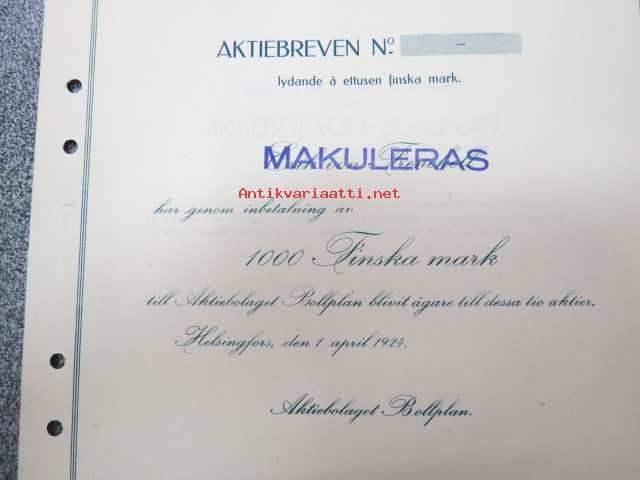 AKTIEBREVEN Nº -
lydande å ettusen finska mark.
MAKULERAS
Antikvariaatti.net
har genom inbetalning av
1000 Finska mark
till Aktiebolaget Bollplan blivit ägare till dessa tio aktier.
Helsingfors, den 1 april 1924.
Aktiebolaget Bollplan.